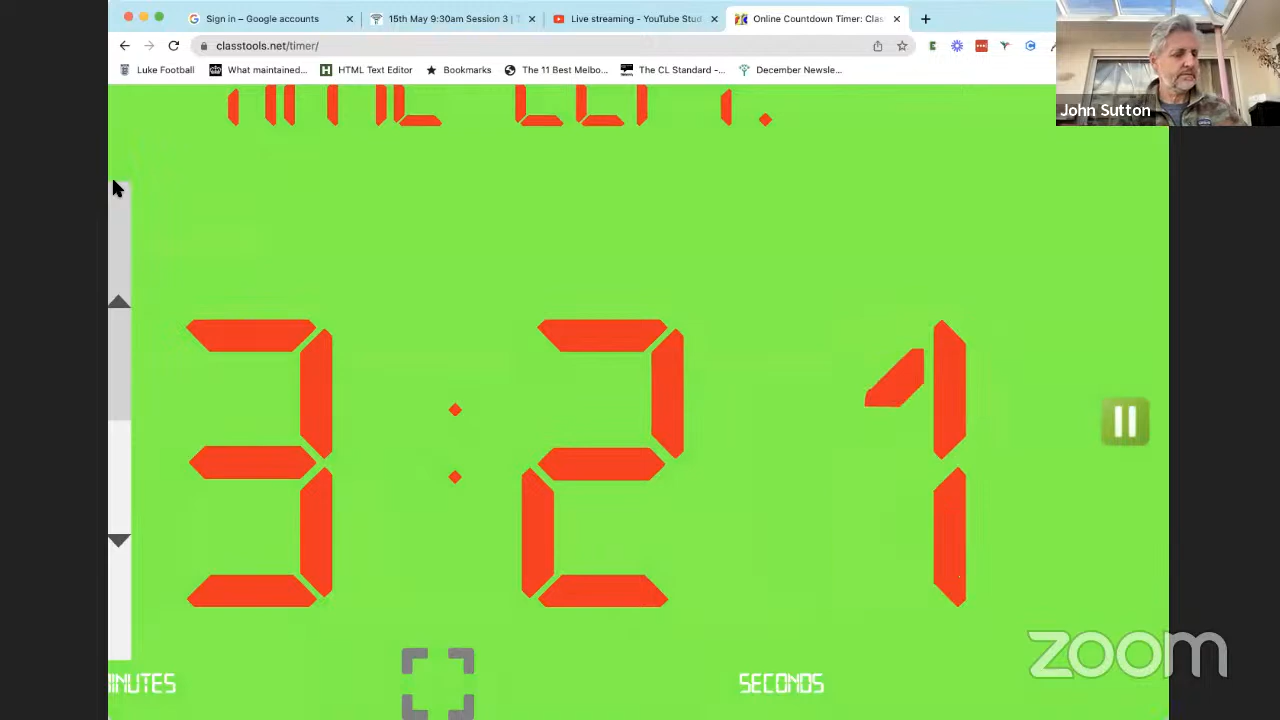 Sign in – Google accounts
15th May 9:30am Session 3 | T
Live streaming - YouTube Stud
Online Countdown Timer: Clas
classtools.net/timer/
Luke Football
What maintained...
HTML Text Editor
Bookmarks
The 11 Best Melbo...
The CL Standard -...
December Newsle...
John Sutton
TIME LEFT:
3:21
INUTES
SECONDS
zoom